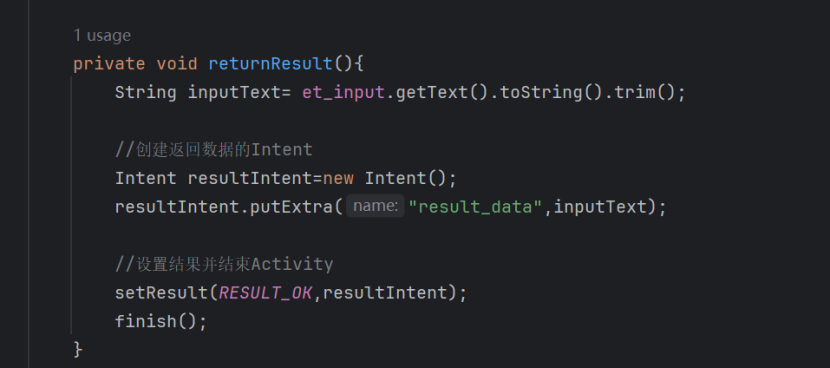 1 usage
private void returnResult(){
String inputText= et_input.getText().toString().trim();
//创建返回数据的Intent
Intent resultIntent=new Intent();
resultIntent.putExtra( name: "result_data",inputText);
//设置结果并结束Activity
setResult(RESULT_OK,resultIntent);
finish();
}